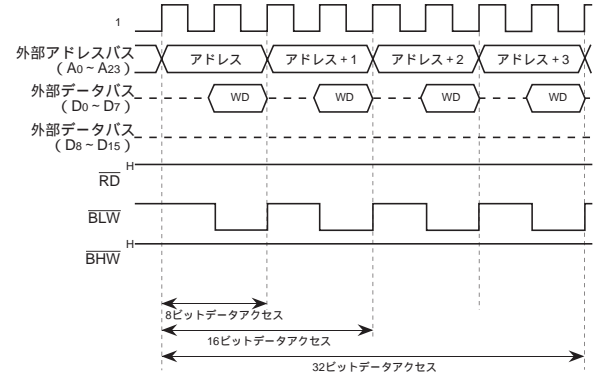 1
外部アドレスバス
( A0 ~ A23 )
アドレス
アドレス + 1
アドレス + 2
アドレス + 3
外部データバス
( D0 ~ D7 )
WD
WD
WD
WD
外部データバス
( D8 ~ D15 )
H
RD
BLW
H
BHW
8ビットデータアクセス
16ビットデータアクセス
32ビットデータアクセス